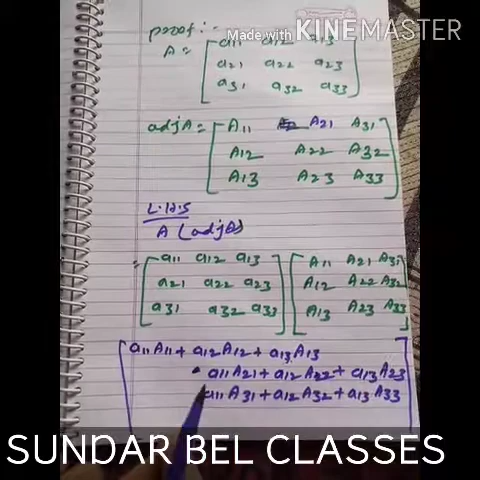 proof:-
Made with KINEMASTER
A = [ a11 a12 a13
a21 a22 a23
a31 a32 a33 ]
adjA = [ A11 A21 A31
A12 A22 A32
A13 A23 A33 ]
L.H.S
A (adjA)
= [ a11 a12 a13 ] [ A11 A21 A31 ]
a21 a22 a23 A12 A22 A32
a31 a32 a33 A13 A23 A33
a11A11 + a12A12 + a13A13
a11A21 + a12A22 + a13A23
a11A31 + a12A32 + a13A33
SUNDAR BEL CLASSES